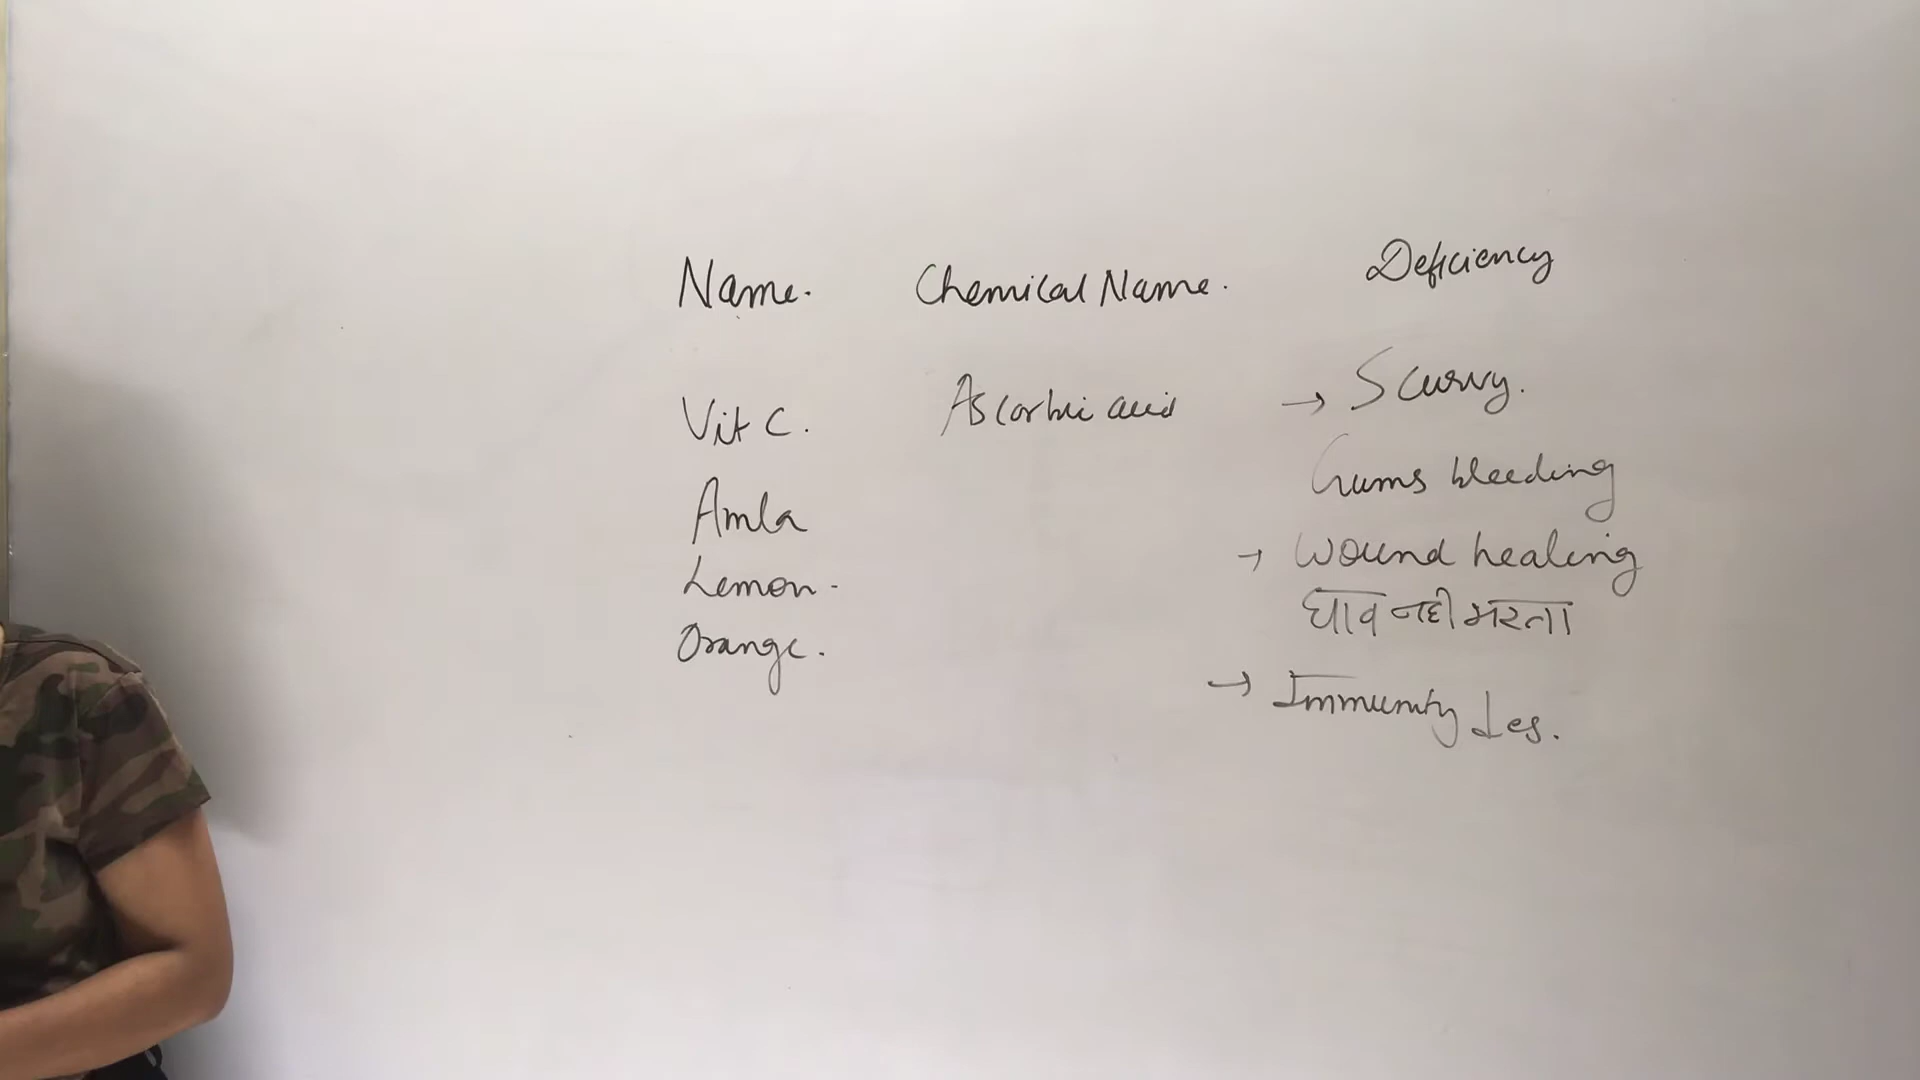 Name. Chemical Name. Deficiency
Vit C. Ascorbic acid → Scurvy.
Gums bleeding
Amla
→ Wound healing
Lemon -
घाव नही भरता
Orange.
→ Immunity Les.